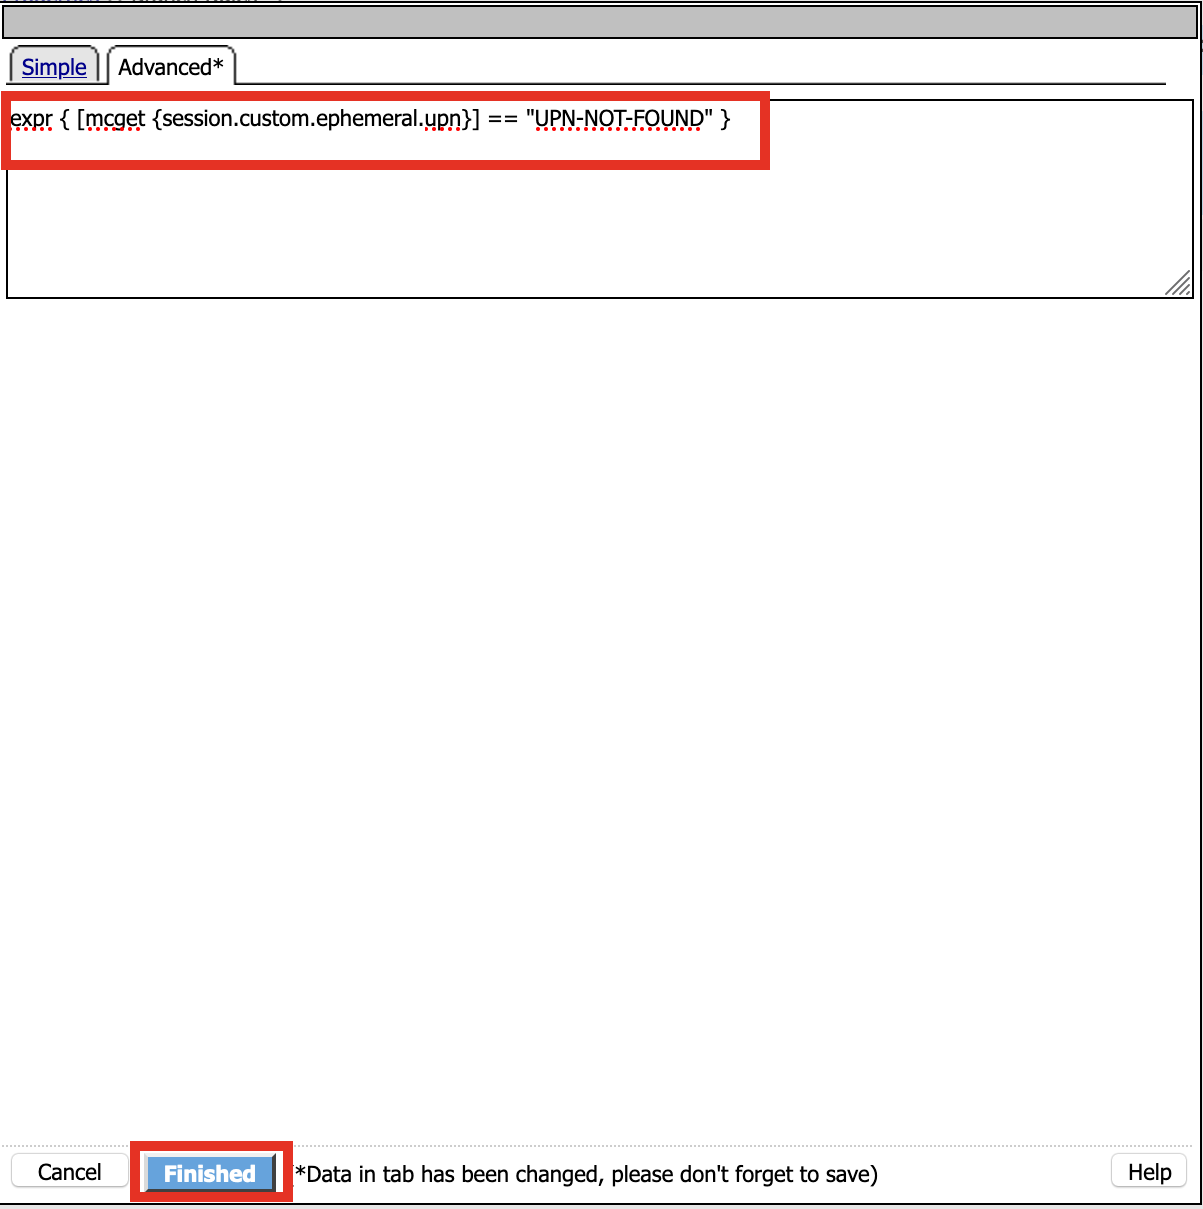 Simple Advanced*
expr { [mcget {session.custom.ephemeral.upn}] == "UPN-NOT-FOUND" }
Cancel Finished *Data in tab has been changed, please don't forget to save) Help